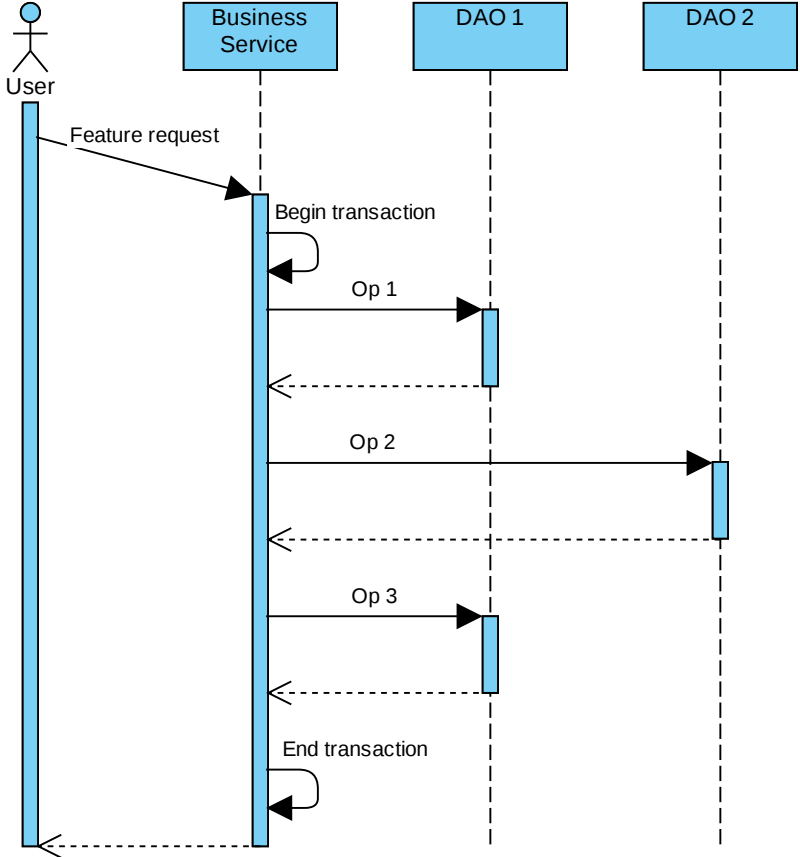 Business
Service
DAO 1
DAO 2
User
Feature request
Begin transaction
Op 1
Op 2
Op 3
End transaction